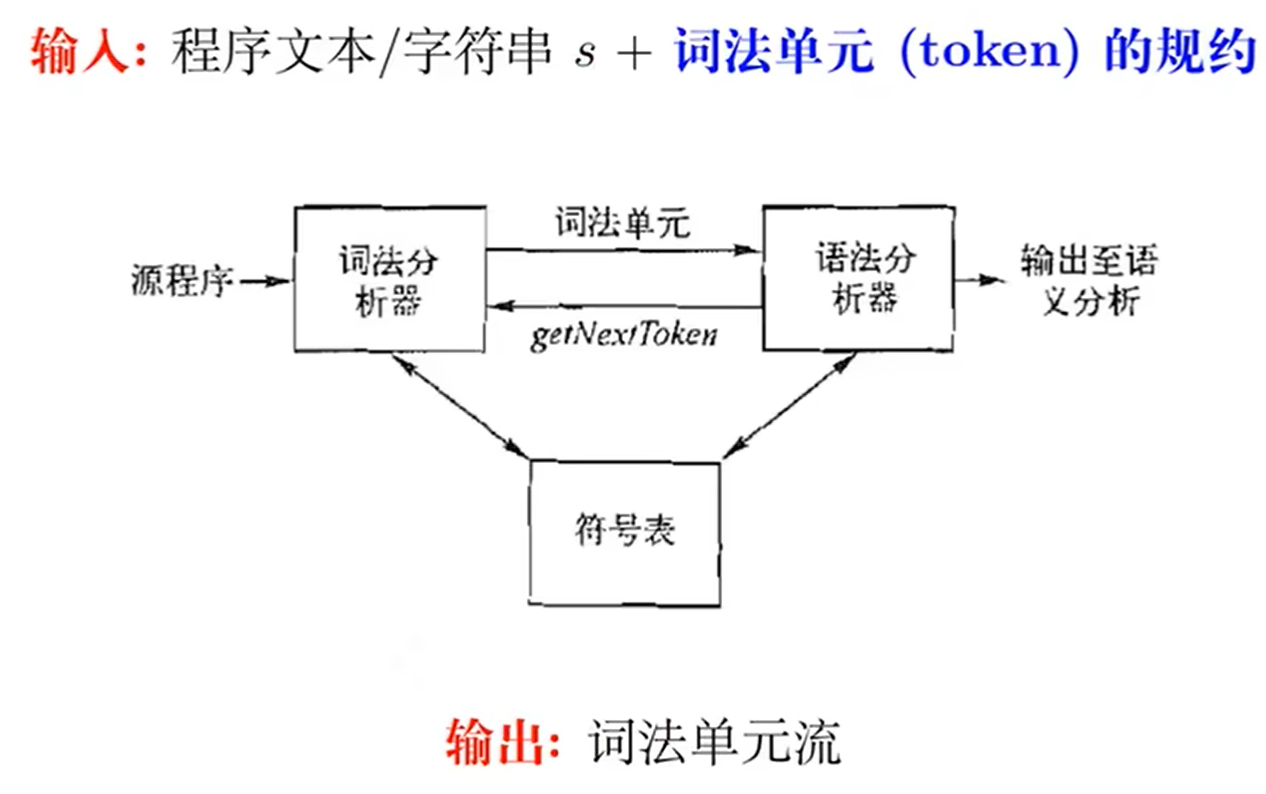 输入: 程序文本/字符串 s + 词法单元 (token) 的规约
词法单元
源程序
词法分
析器
语法分
析器
输出至语
义分析
getNextToken
符号表
输出: 词法单元流